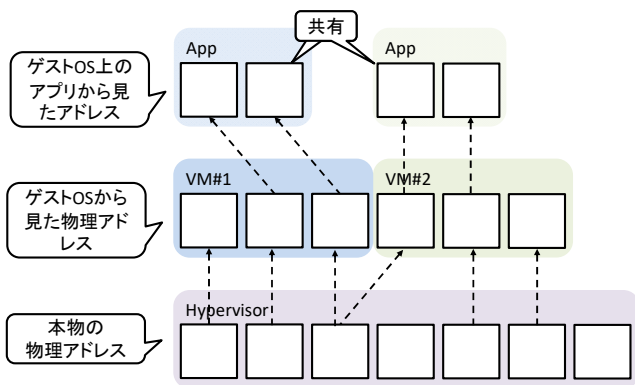 共有
App
App
ゲストOS上の
アプリから見
たアドレス
VM#1
VM#2
ゲストOSから
見た物理アド
レス
Hypervisor
本物の
物理アドレス